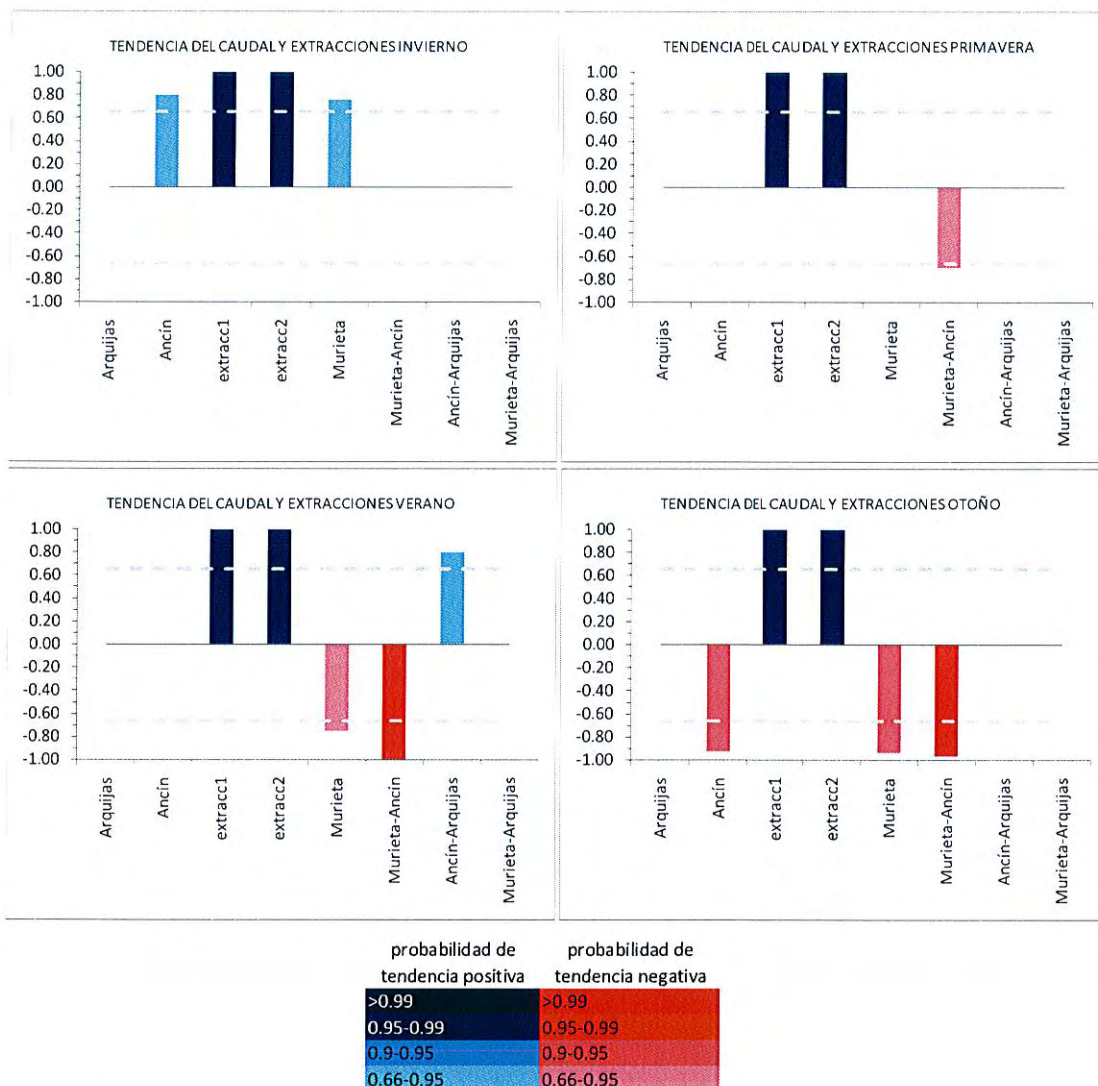 TENDENCIA DEL CAUDAL Y EXTRACCIONES INVIERNO
1.00
0.80
0.60
0.40
0.20
0.00
-0.20
-0.40
-0.60
-0.80
-1.00
Arquijas
Ancín
extracc1
extracc2
Murieta
Murieta-Ancín
Ancín-Arquijas
Murieta-Arquijas
TENDENCIA DEL CAUDAL Y EXTRACCIONES PRIMAVERA
1.00
0.80
0.60
0.40
0.20
0.00
-0.20
-0.40
-0.60
-0.80
-1.00
Arquijas
Ancín
extracc1
extracc2
Murieta
Murieta-Ancín
Ancín-Arquijas
Murieta-Arquijas
TENDENCIA DEL CAUDAL Y EXTRACCIONES VERANO
1.00
0.80
0.60
0.40
0.20
0.00
-0.20
-0.40
-0.60
-0.80
-1.00
Arquijas
Ancín
extracc1
extracc2
Murieta
Murieta-Ancín
Ancín-Arquijas
Murieta-Arquijas
TENDENCIA DEL CAUDAL Y EXTRACCIONES OTOÑO
1.00
0.80
0.60
0.40
0.20
0.00
-0.20
-0.40
-0.60
-0.80
-1.00
Arquijas
Ancín
extracc1
extracc2
Murieta
Murieta-Ancín
Ancín-Arquijas
Murieta-Arquijas
probabilidad de probabilidad de
tendencia positiva tendencia negativa
>0.99 >0.99
0.95-0.99 0.95-0.99
0.9-0.95 0.9-0.95
0.66-0.95 0.66-0.95